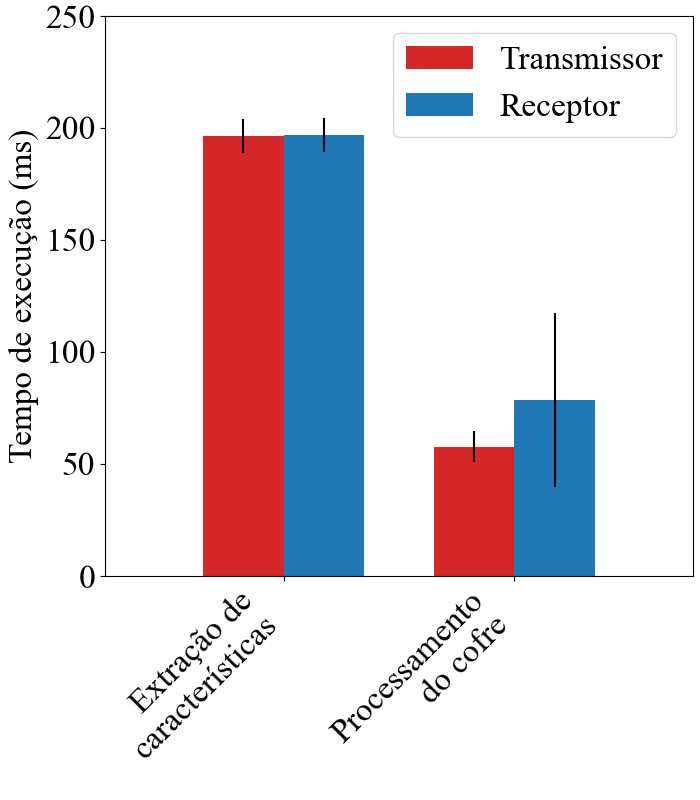 Tempo de execução (ms)
250
200
150
100
50
0
Transmissor
Receptor
Extração de
características
Processamento
do cofre